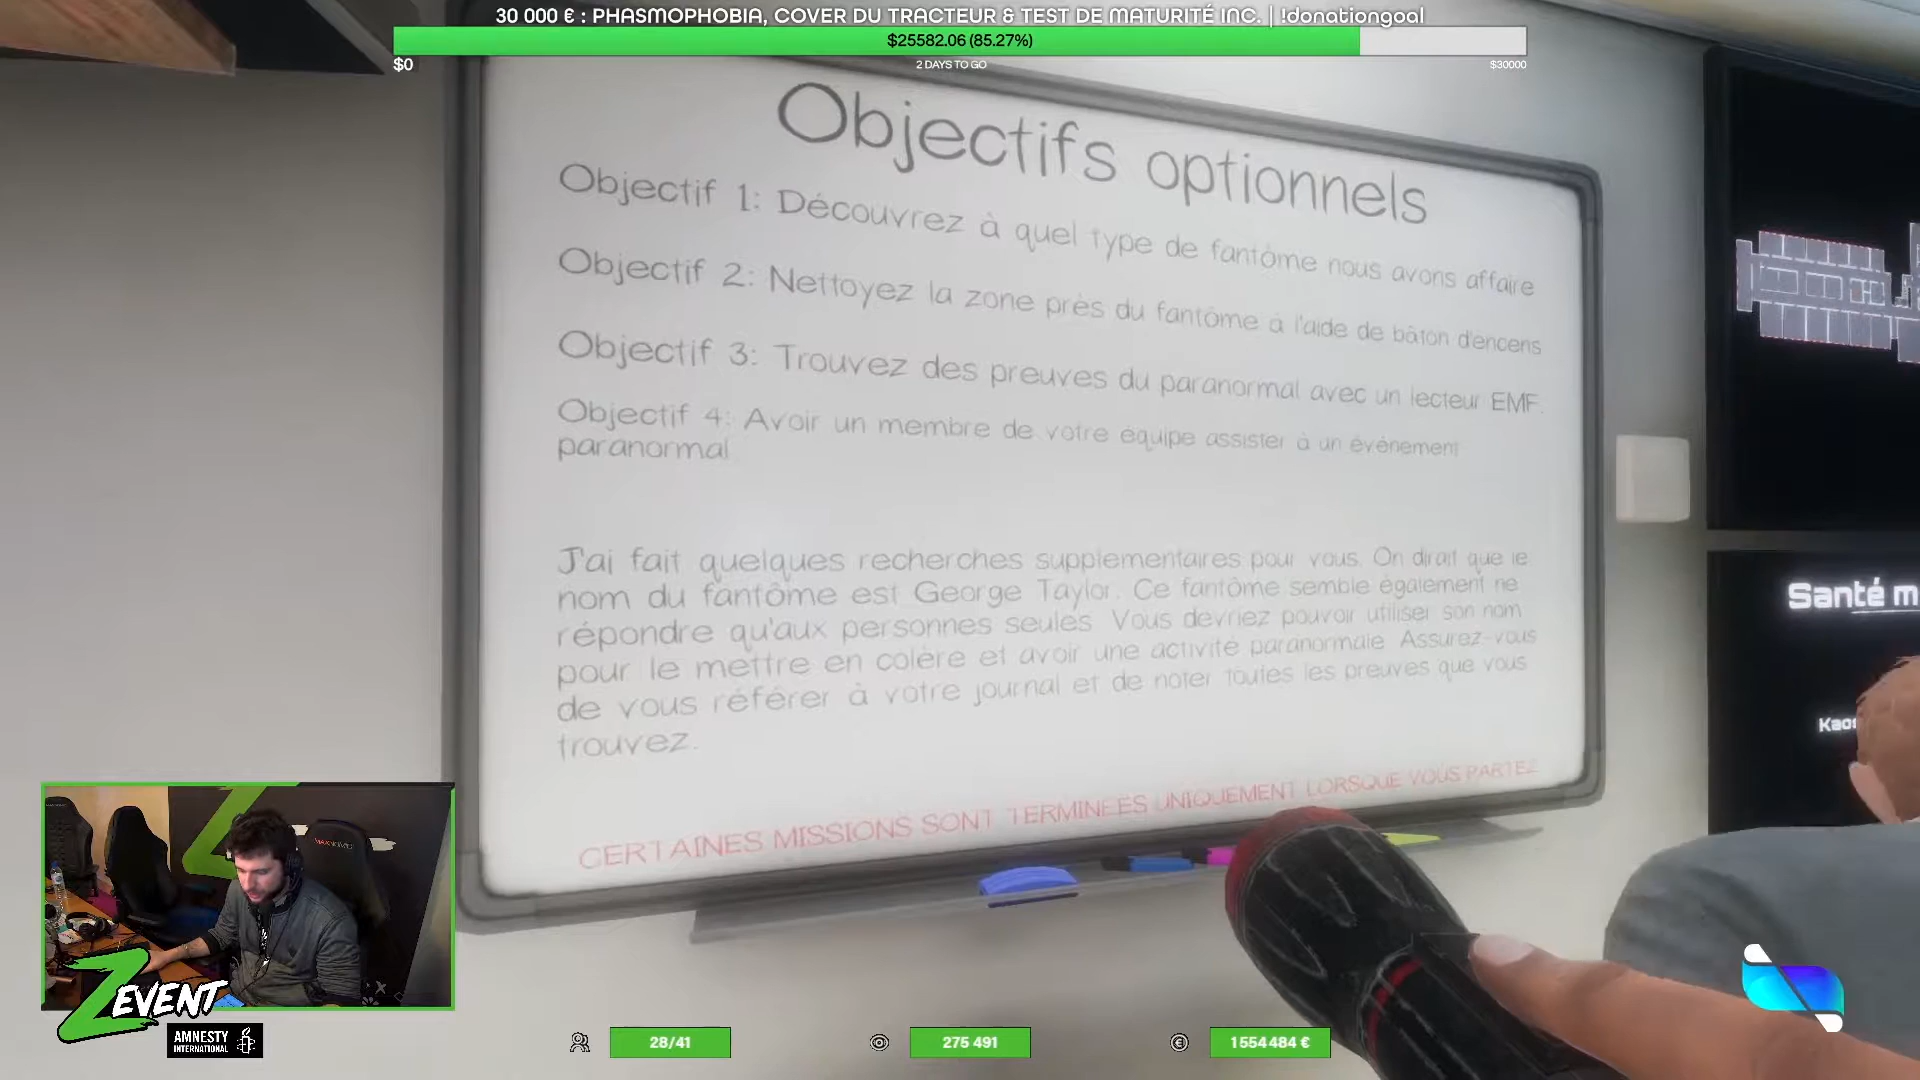 30 000 € : PHASMOPHOBIA, COVER DU TRACTEUR & TEST DE MATURITÉ INC. | !donationgoal
$25582.06 (85.27%)
$0
2 DAYS TO GO
$30000
Objectifs optionnels
Objectif 1: Découvrez à quel type de fantôme nous avons affaire
Objectif 2: Nettoyez la zone près du fantôme à l'aide de bâton d'encens
Objectif 3: Trouvez des preuves du paranormal avec un lecteur EMF.
Objectif 4: Avoir un membre de votre équipe assister à un événement
paranormal
J'ai fait quelques recherches supplementaires pour vous. On dirait que le
nom du fantôme est George Taylor. Ce fantôme semble également ne
répondre qu'aux personnes seules. Vous devriez pouvoir utiliser son nom
pour le mettre en colère et avoir une activité paranormale. Assurez-vous
de vous référer à votre journal et de noter toutes les preuves que vous
trouvez.
CERTAINES MISSIONS SONT TERMINEES UNIQUEMENT LORSQUE VOUS PARTEZ
Santé m
Kaos
ZEVENT
AMNESTY
INTERNATIONAL
28/41
275 491
1 554 484 €